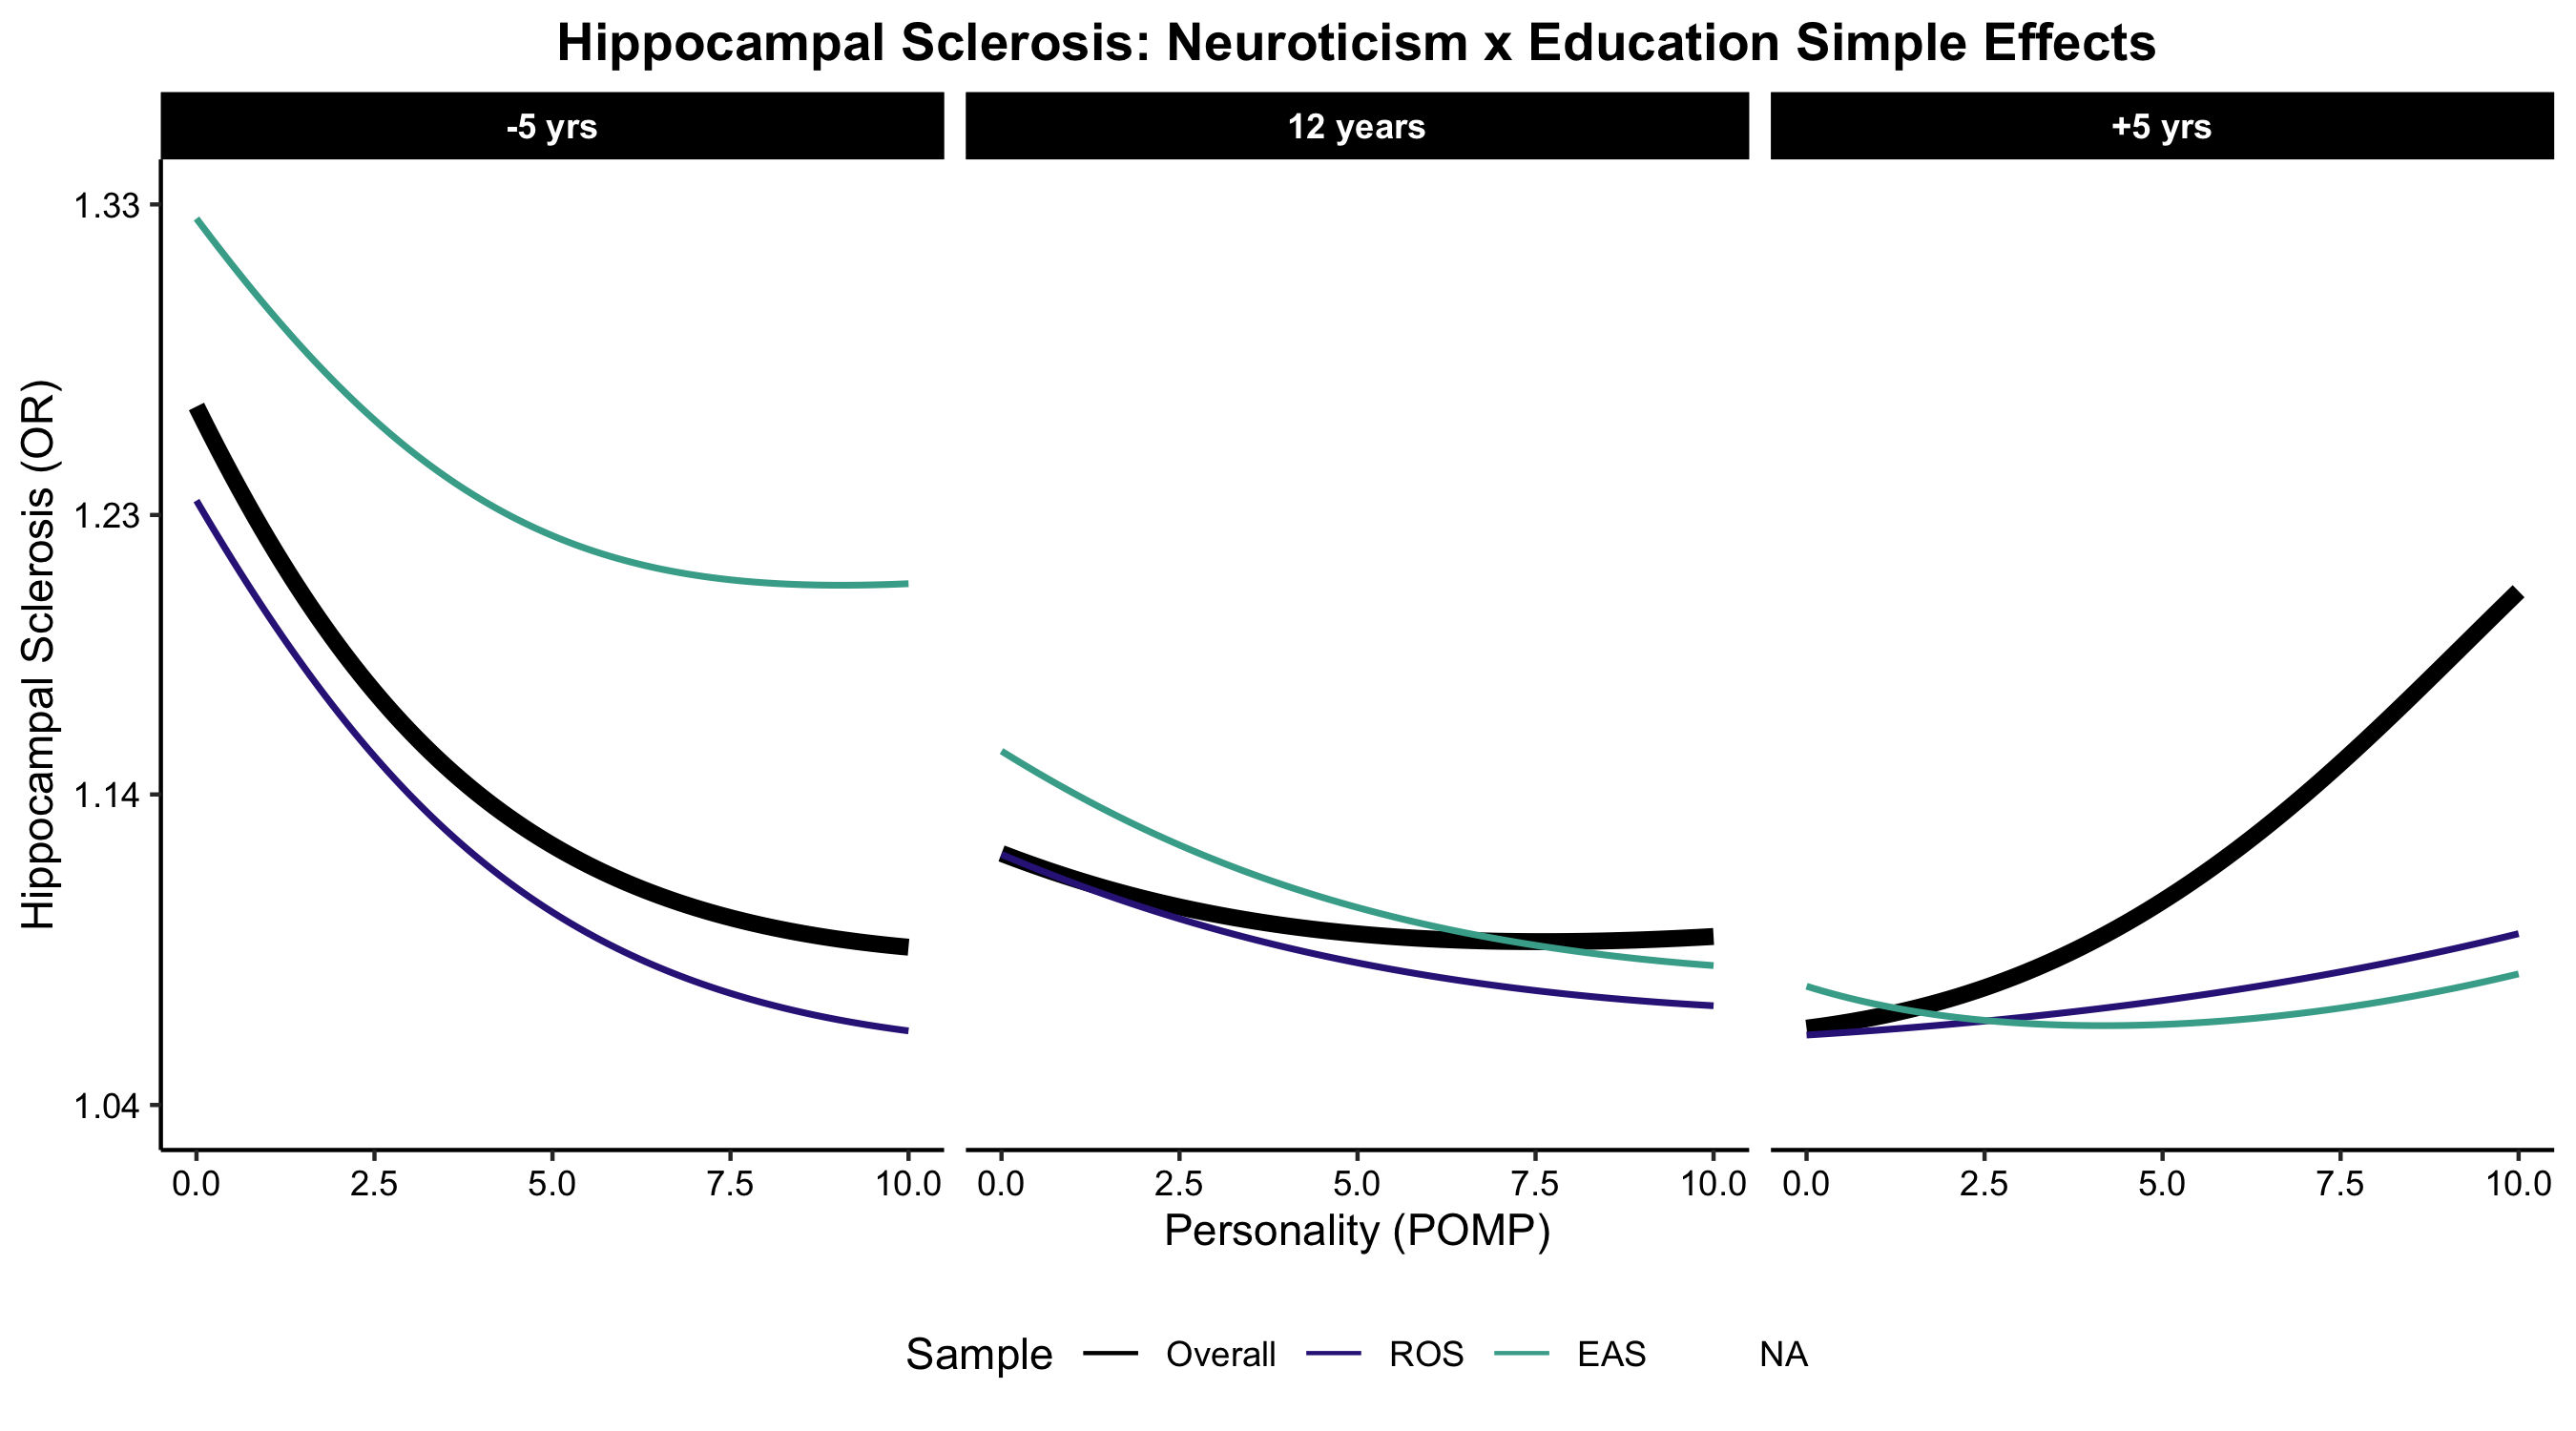 Hippocampal Sclerosis: Neuroticism x Education Simple Effects
-5 yrs
12 years
+5 yrs
Hippocampal Sclerosis (OR)
1.33
1.23
1.14
1.04
0.0 2.5 5.0 7.5 10.0
0.0 2.5 5.0 7.5 10.0
0.0 2.5 5.0 7.5 10.0
Personality (POMP)
Sample Overall ROS EAS NA